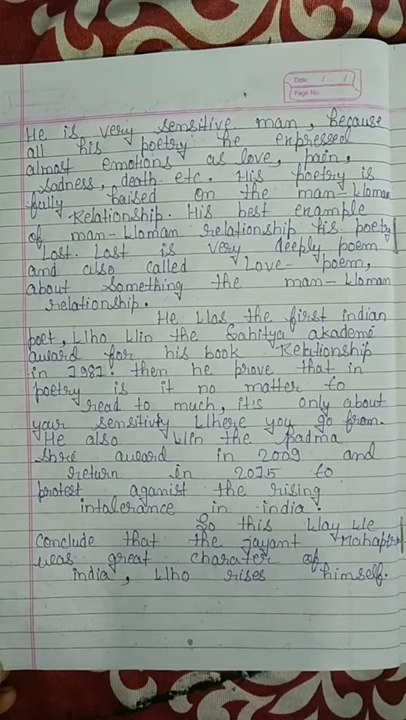 Date / /
Page No.
He is very sensitive man, because
all his poetry he expressed
almost emotions as love, pain,
sadness, death etc. His poetry is
fully baised on the man-woman
Relationship. His best example
of man-woman relationship his poety
Lost. Lost is very deeply poem
and also called Love-poem,
about something the man-woman
relationship.
He was the first indian
poet, who win the Sahitya akademe
award for his book Relationship
in 1981. then he prove that in
poetry is it no matter to
read to much, it's only about
your sensitivity where you go from.
He also win the padma
shree award in 2009 and
return in 2015 to
protest aganist the rising
intolerance in india.
So this way we
conclude that the jayant Mahaptra
was great charater of
india, who rises himself.